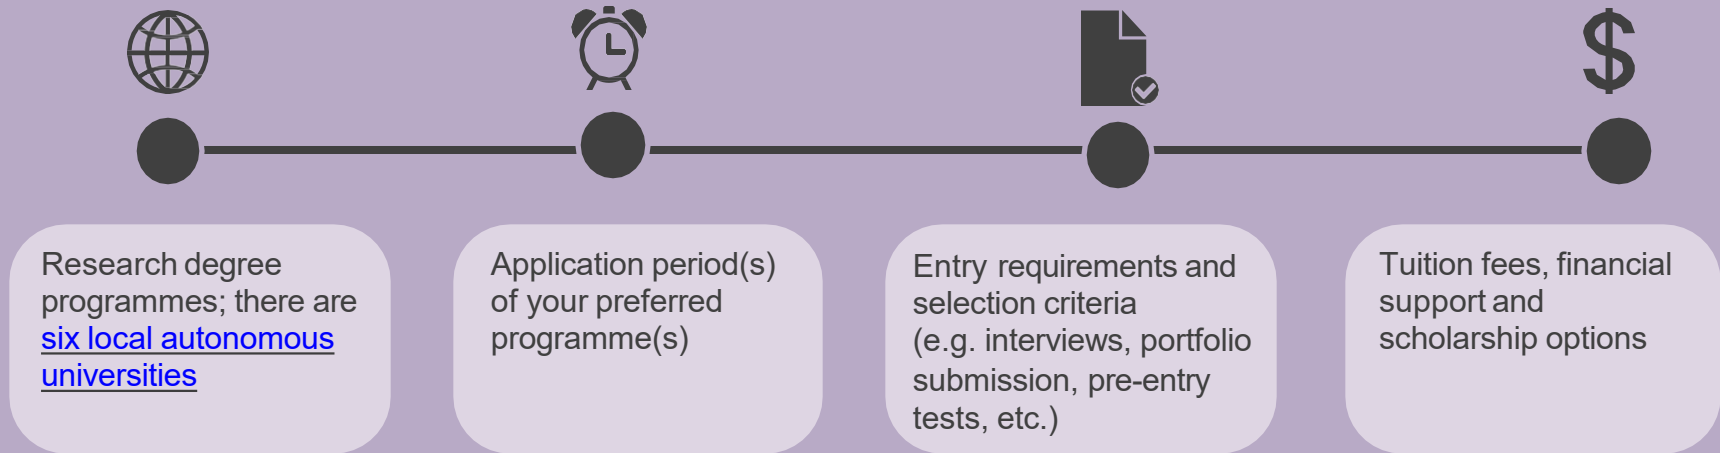 Research degree
programmes; there are
six local autonomous
universities
Application period(s)
of your preferred
programme(s)
Entry requirements and
selection criteria
(e.g. interviews, portfolio
submission, pre-entry
tests, etc.)
Tuition fees, financial
support and
scholarship options